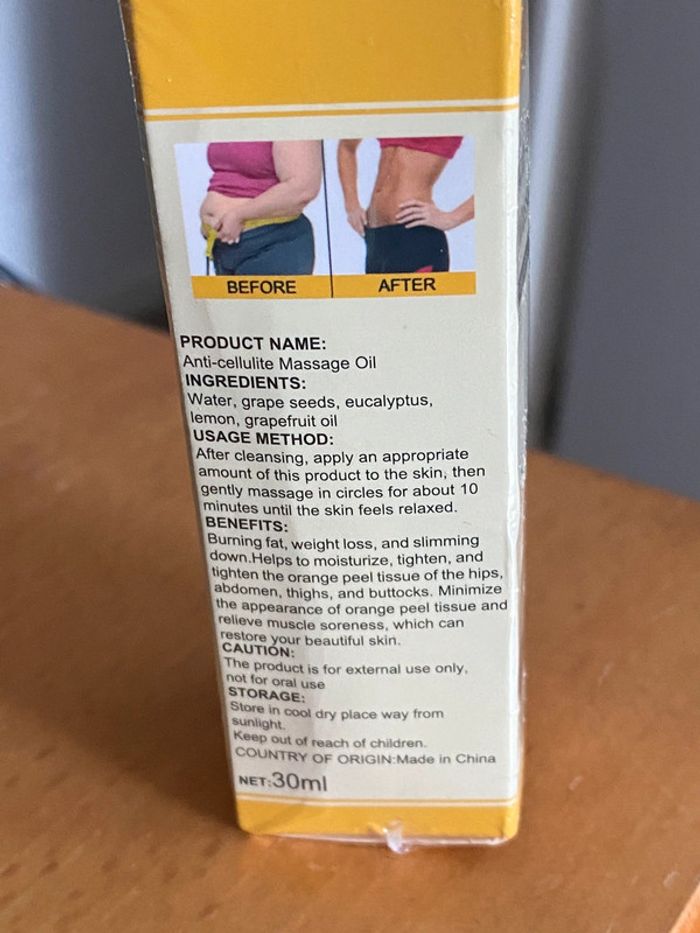 BEFORE
AFTER
PRODUCT NAME:
Anti-cellulite Massage Oil
INGREDIENTS:
Water, grape seeds, eucalyptus,
lemon, grapefruit oil
USAGE METHOD:
After cleansing, apply an appropriate
amount of this product to the skin, then
gently massage in circles for about 10
minutes until the skin feels relaxed.
BENEFITS:
Burning fat, weight loss, and slimming
down.Helps to moisturize, tighten, and
tighten the orange peel tissue of the hips,
abdomen, thighs, and buttocks. Minimize
the appearance of orange peel tissue and
relieve muscle soreness, which can
restore your beautiful skin.
CAUTION:
The product is for external use only,
not for oral use
STORAGE:
Store in cool dry place way from
sunlight.
Keep out of reach of children.
COUNTRY OF ORIGIN:Made in China
NET:30ml